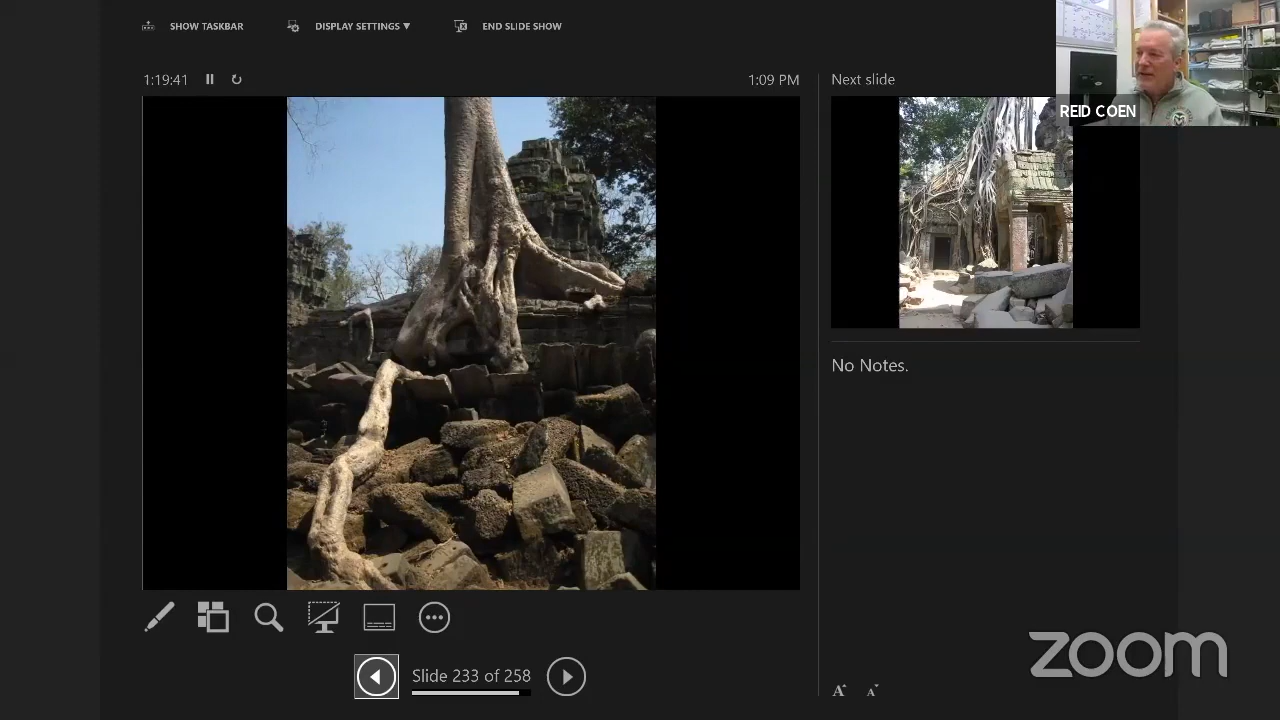 SHOW TASKBAR
DISPLAY SETTINGS ▼
END SLIDE SHOW
1:19:41
1:09 PM
Next slide
REID COEN
No Notes.
Slide 233 of 258
zoom
A A